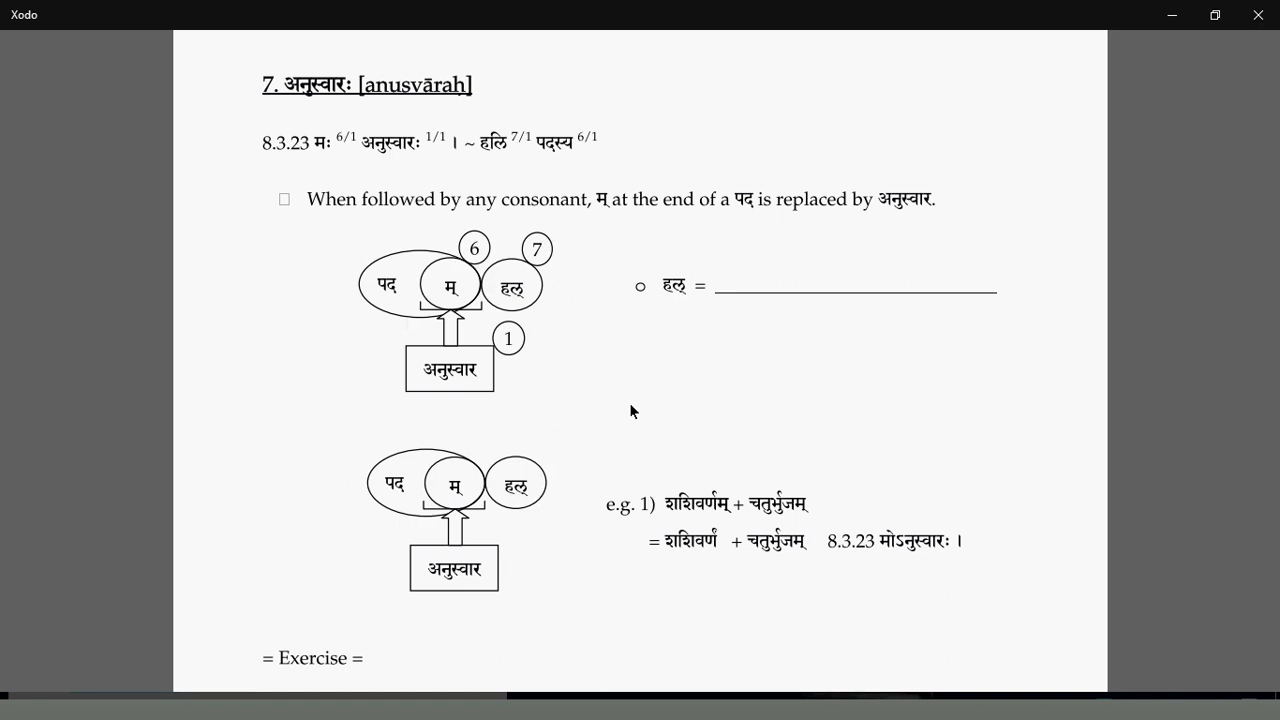 Xodo
7. अनुस्वारः [anusvāraḥ]
8.3.23 मः 6/1 अनुस्वारः 1/1 । ~ हलि 7/1 पदस्य 6/1
When followed by any consonant, म् at the end of a पद is replaced by अनुस्वार.
6 7
पद म् हल्
हल् = 
1
अनुस्वार
पद म् हल्
e.g. 1) शशिवर्णम् + चतुर्भुजम्
= शशिवर्णं + चतुर्भुजम् 8.3.23 मोऽनुस्वारः ।
अनुस्वार
= Exercise =